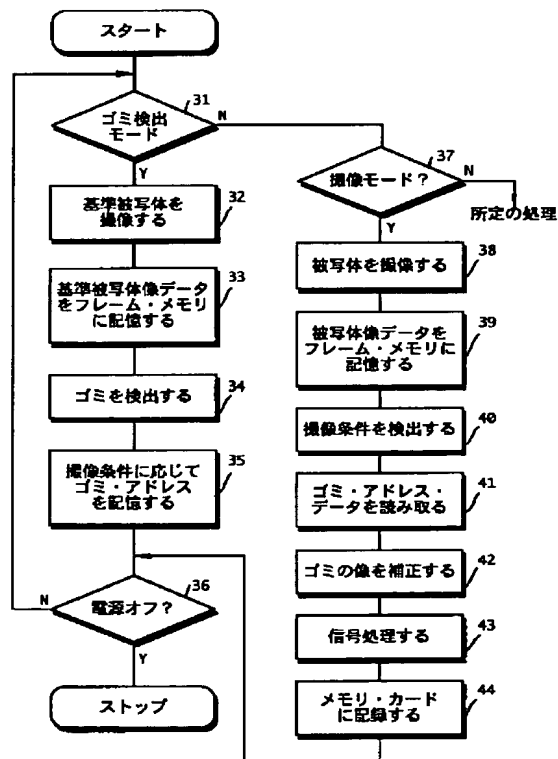 スタート
ゴミ検出
モード
31
N
Y
基準被写体を
撮像する
32
基準被写体像データ
をフレーム・メモリ
に記憶する
33
ゴミを検出する
34
撮像条件に応じて
ゴミ・アドレス
を記憶する
35
電源オフ？
36
N
Y
ストップ
撮像モード？
37
N
所定の処理
Y
被写体を撮像する
38
被写体像データを
フレーム・メモリに
記憶する
39
撮像条件を検出する
40
ゴミ・アドレス・
データを読み取る
41
ゴミの像を補正する
42
信号処理する
43
メモリ・カード
に記録する
44